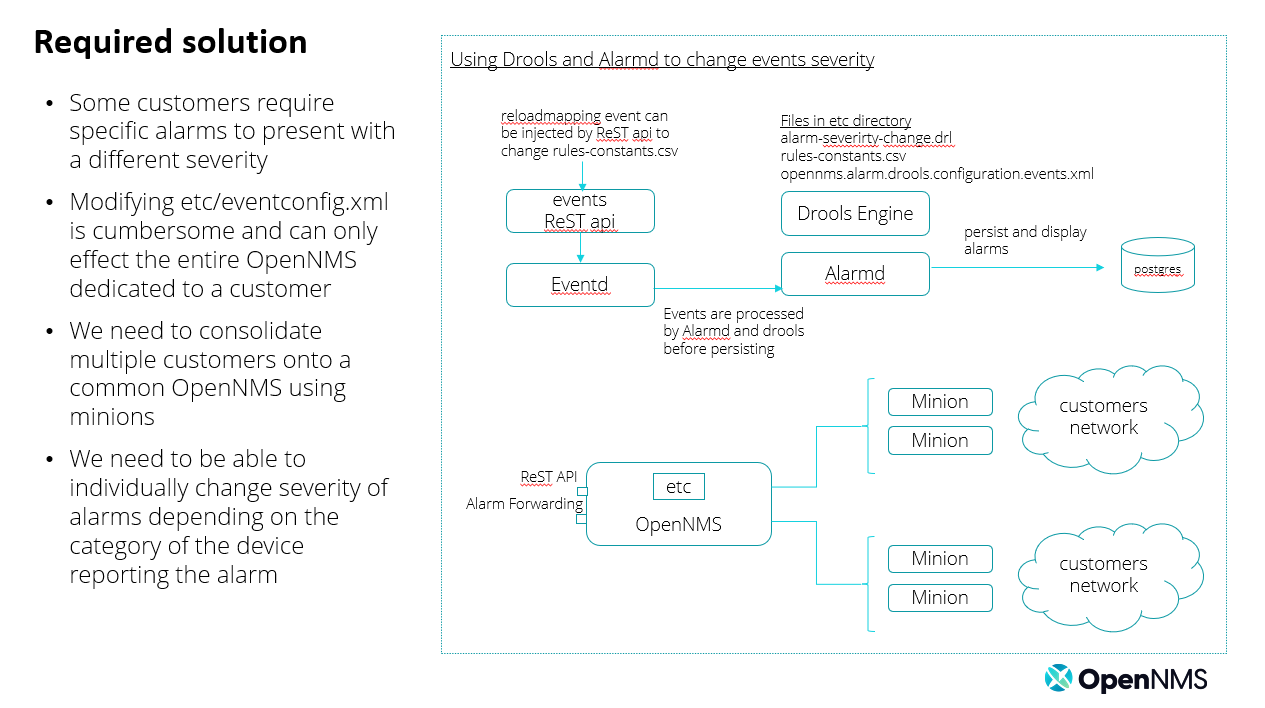 Required solution
• Some customers require
specific alarms to present with
a different severity
• Modifying etc/eventconfig.xml
is cumbersome and can only
effect the entire OpenNMS
dedicated to a customer
• We need to consolidate
multiple customers onto a
common OpenNMS using
minions
• We need to be able to
individually change severity of
alarms depending on the
category of the device
reporting the alarm
Using Drools and Alarmd to change events severity
reloadmapping event can
be injected by ReST api to
change rules-constants.csv
Files in etc directory
alarm-severirty-change.drl
rules-constants.csv
opennms.alarm.drools.configuration.events.xml
events
ReST api
Drools Engine
Eventd
Alarmd
persist and display
alarms
postgres
Events are processed
by Alarmd and drools
before persisting
ReST API
Alarm Forwarding
etc
OpenNMS
Minion
Minion
customers
network
Minion
Minion
customers
network
OpenNMS